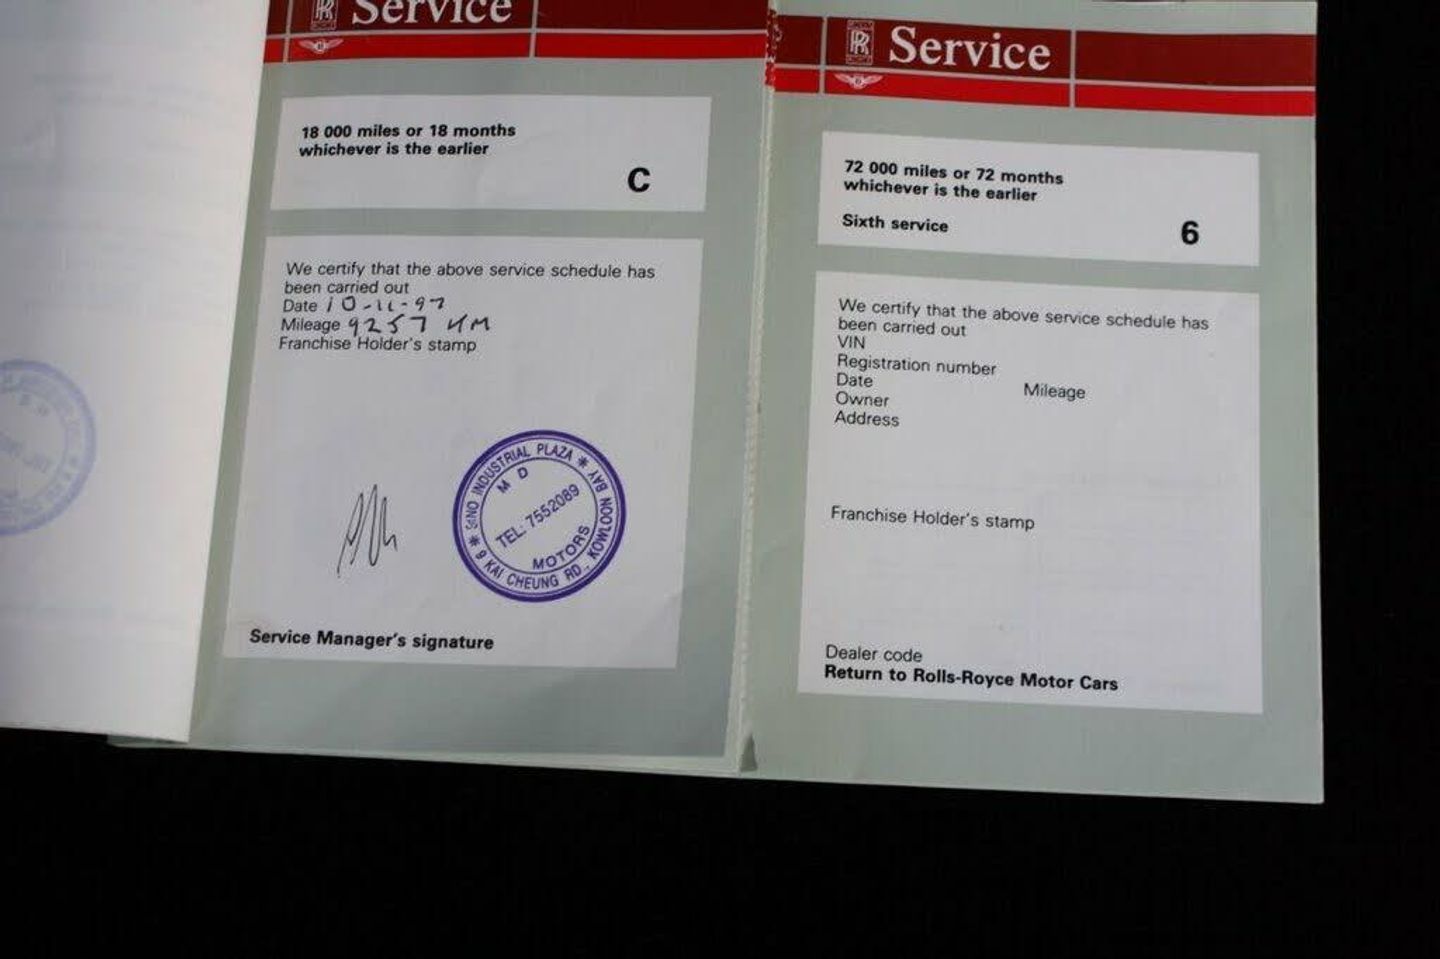 Service
18 000 miles or 18 months
whichever is the earlier
C
We certify that the above service schedule has
been carried out
Date 10-11-97
Mileage 9257 KM
Franchise Holder's stamp
ONG INDUSTRIAL PLAZA * BAY
M D
TEL: 7552089
MOTORS
* 9 KAI CHEUNG RD., KOWLOON
Service Manager's signature
RR
Service
72 000 miles or 72 months
whichever is the earlier
Sixth service
6
We certify that the above service schedule has
been carried out
VIN
Registration number
Date
Mileage
Owner
Address
Franchise Holder's stamp
Dealer code
Return to Rolls-Royce Motor Cars